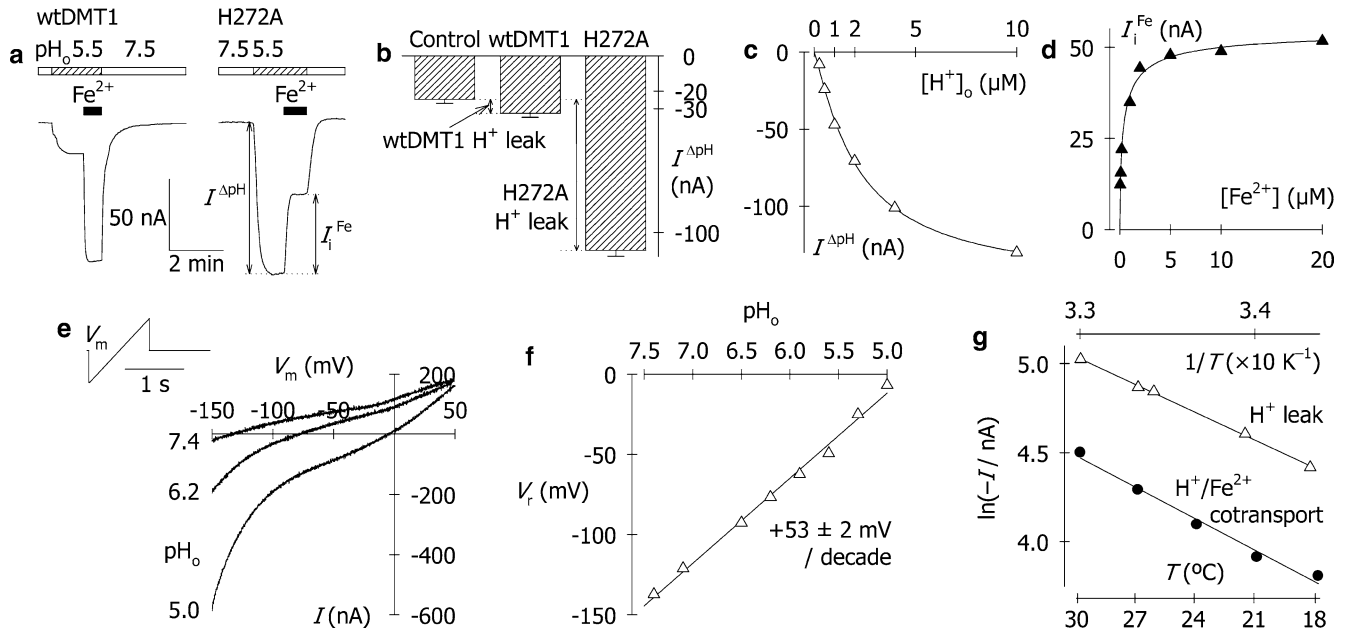 a
wtDMT1
H272A
pHo 5.5 7.5
7.5 5.5
Fe2+
Fe2+
I ΔpH
IiFe
50 nA
2 min
b
Control wtDMT1 H272A
0
-20
-30
-100
I ΔpH
(nA)
wtDMT1 H+ leak
H272A
H+ leak
c
0 1 2 5 10
[H+]o (μM)
0
-50
-100
I ΔpH (nA)
d
IiFe (nA)
50
25
0
[Fe2+] (μM)
0 5 10 20
e
Vm
1 s
Vm (mV)
200
-150 -100 -50 50
7.4
6.2
pHo
5.0
-200
-400
-600
I (nA)
f
pHo
7.5 7.0 6.5 6.0 5.5 5.0
0
-50
-100
-150
Vr (mV)
+53 ± 2 mV
/ decade
g
3.3 3.4
1/T (×10 K−1)
5.0
4.5
4.0
ln(−I / nA)
H+ leak
H+/Fe2+
cotransport
T (ºC)
30 27 24 21 18